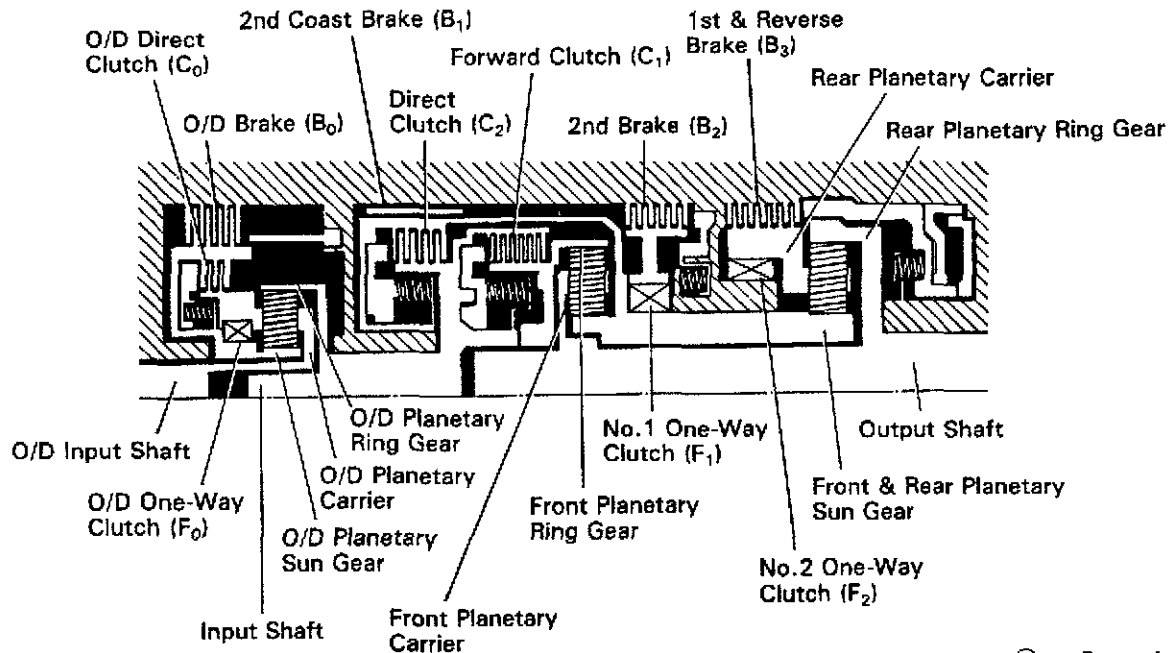 O/D Direct
Clutch (C₀)
2nd Coast Brake (B₁)
1st & Reverse
Brake (B₃)
Forward Clutch (C₁)
Rear Planetary Carrier
O/D Brake (B₀)
Direct
Clutch (C₂)
2nd Brake (B₂)
Rear Planetary Ring Gear
O/D Input Shaft
O/D One-Way
Clutch (F₀)
Input Shaft
O/D Planetary
Ring Gear
O/D Planetary
Carrier
O/D Planetary
Sun Gear
Front Planetary
Carrier
Front Planetary
Ring Gear
No.1 One-Way
Clutch (F₁)
Output Shaft
Front & Rear Planetary
Sun Gear
No.2 One-Way
Clutch (F₂)